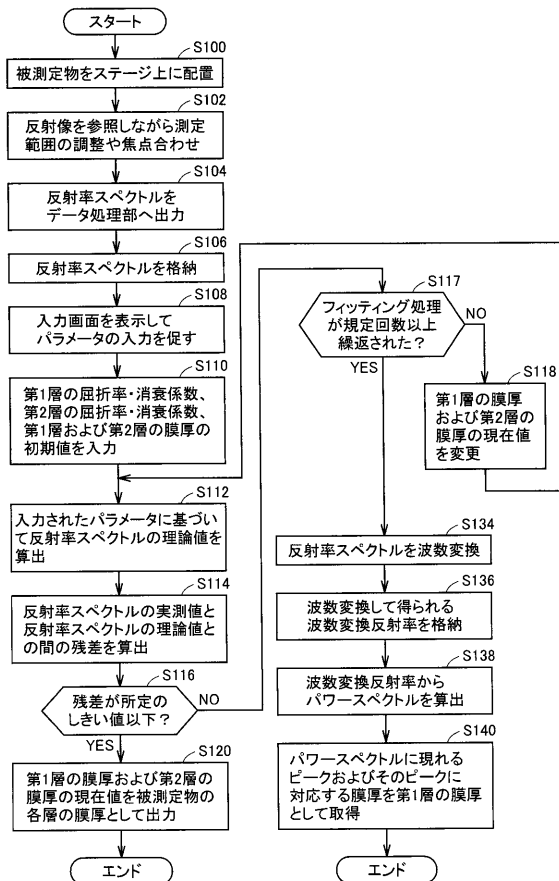 スタート
S100
被測定物をステージ上に配置
S102
反射像を参照しながら測定
範囲の調整や焦点合わせ
S104
反射率スペクトルを
データ処理部へ出力
S106
反射率スペクトルを格納
S108
入力画面を表示して
パラメータの入力を促す
S110
第1層の屈折率・消衰係数、
第2層の屈折率・消衰係数、
第1層および第2層の膜厚の
初期値を入力
S112
入力されたパラメータに基づい
て反射率スペクトルの理論値を
算出
S114
反射率スペクトルの実測値と
反射率スペクトルの理論値と
の間の残差を算出
S116
残差が所定の
しきい値以下？
NO
YES
S120
第1層の膜厚および第2層の
膜厚の現在値を被測定物の
各層の膜厚として出力
エンド
S117
フィッティング処理
が規定回数以上
繰返された？
NO
YES
S118
第1層の膜厚
および第2層の
膜厚の現在値
を変更
S134
反射率スペクトルを波数変換
S136
波数変換して得られる
波数変換反射率を格納
S138
波数変換反射率から
パワースペクトルを算出
S140
パワースペクトルに現れる
ピークおよびそのピークに
対応する膜厚を第1層の膜厚
として取得
エンド